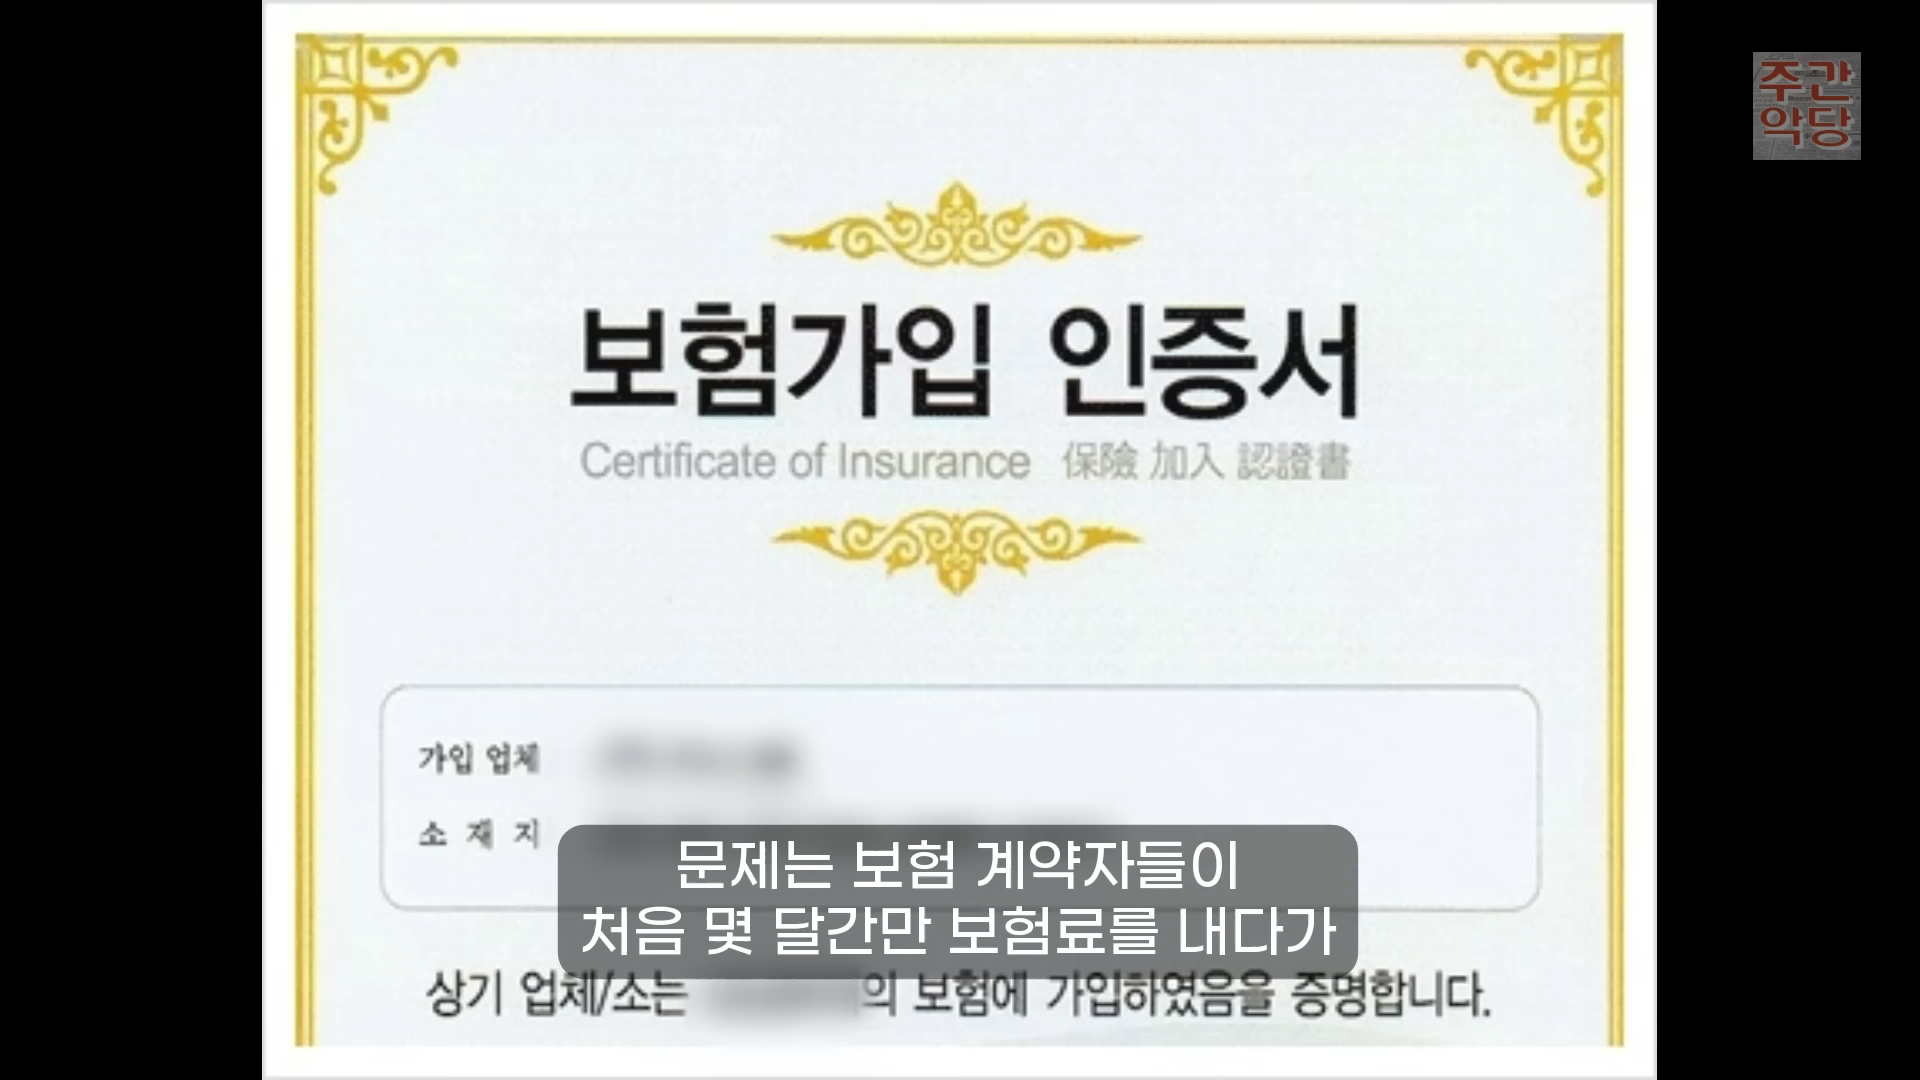 주간
악당
보험가입 인증서
Certificate of Insurance 保險 加入 認證書
가입 업체
소 재 지
문제는 보험 계약자들이
처음 몇 달간만 보험료를 내다가
상기 업체/소는 의 보험에 가입하였음을 증명합니다.